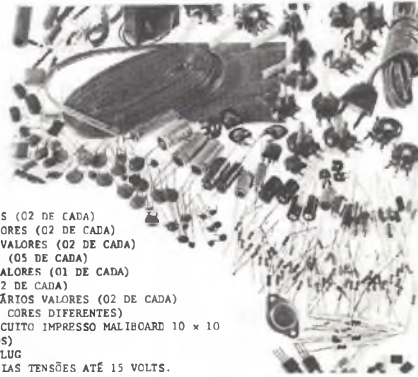 S (02 DE CADA)
ORES (02 DE CADA)
VALORES (02 DE CADA)
(05 DE CADA)
ALORES (01 DE CADA)
2 DE CADA)
ÁRIOS VALORES (02 DE CADA)
CORES DIFERENTES)
CUITO IMPRESSO MALIBOARD 10 x 10
S)
LUG
IAS TENSÕES ATÉ 15 VOLTS.